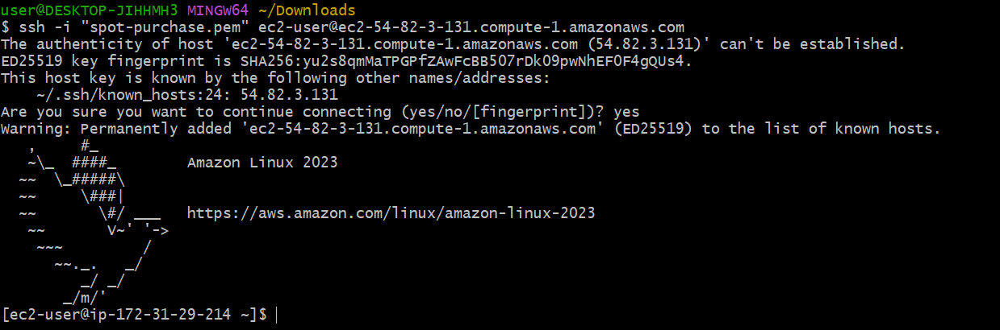 user@DESKTOP-JIHHMH3 MINGW64 ~/Downloads
$ ssh -i "spot-purchase.pem" ec2-user@ec2-54-82-3-131.compute-1.amazonaws.com
The authenticity of host 'ec2-54-82-3-131.compute-1.amazonaws.com (54.82.3.131)' can't be established.
ED25519 key fingerprint is SHA256:yu2s8qmMaTPGPfZAwFcBB507rDk09pwNhEF0F4gQUs4.
This host key is known by the following other names/addresses:
    ~/.ssh/known_hosts:24: 54.82.3.131
Are you sure you want to continue connecting (yes/no/[fingerprint])? yes
Warning: Permanently added 'ec2-54-82-3-131.compute-1.amazonaws.com' (ED25519) to the list of known hosts.
   ,     #_
   ~\_  ####_        Amazon Linux 2023
  ~~  \_#####\
  ~~     \###|
  ~~       \#/ ___   https://aws.amazon.com/linux/amazon-linux-2023
   ~~       V~' '->
    ~~~         /
      ~~._.   _/
         _/ _/
       _/m/'
[ec2-user@ip-172-31-29-214 ~]$